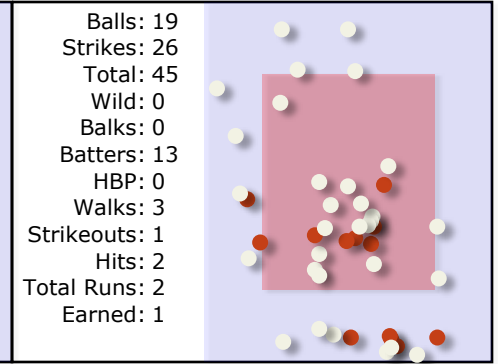 Balls: 19
Strikes: 26
Total: 45
Wild: 0
Balks: 0
Batters: 13
HBP: 0
Walks: 3
Strikeouts: 1
Hits: 2
Total Runs: 2
Earned: 1